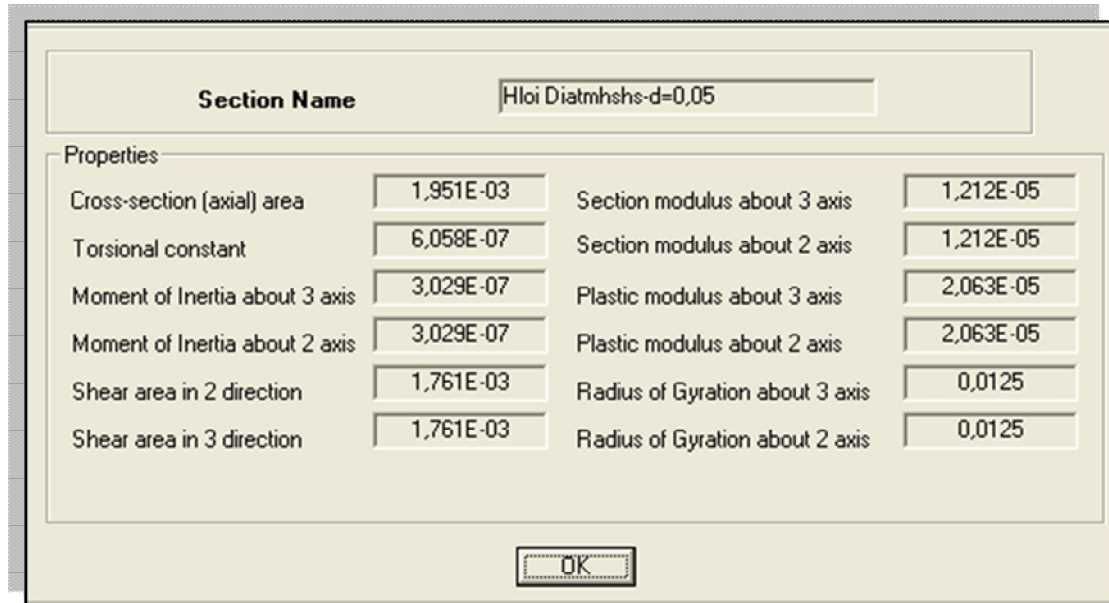 Section Name Hloi Diatmhshs-d=0,05
Properties
Cross-section (axial) area 1,951E-03 Section modulus about 3 axis 1,212E-05
Torsional constant 6,058E-07 Section modulus about 2 axis 1,212E-05
Moment of Inertia about 3 axis 3,029E-07 Plastic modulus about 3 axis 2,063E-05
Moment of Inertia about 2 axis 3,029E-07 Plastic modulus about 2 axis 2,063E-05
Shear area in 2 direction 1,761E-03 Radius of Gyration about 3 axis 0,0125
Shear area in 3 direction 1,761E-03 Radius of Gyration about 2 axis 0,0125
OK